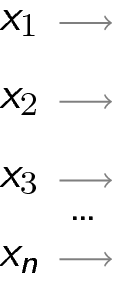 x₁ ⟶
x₂ ⟶
x₃ ⟶
...
xₙ ⟶